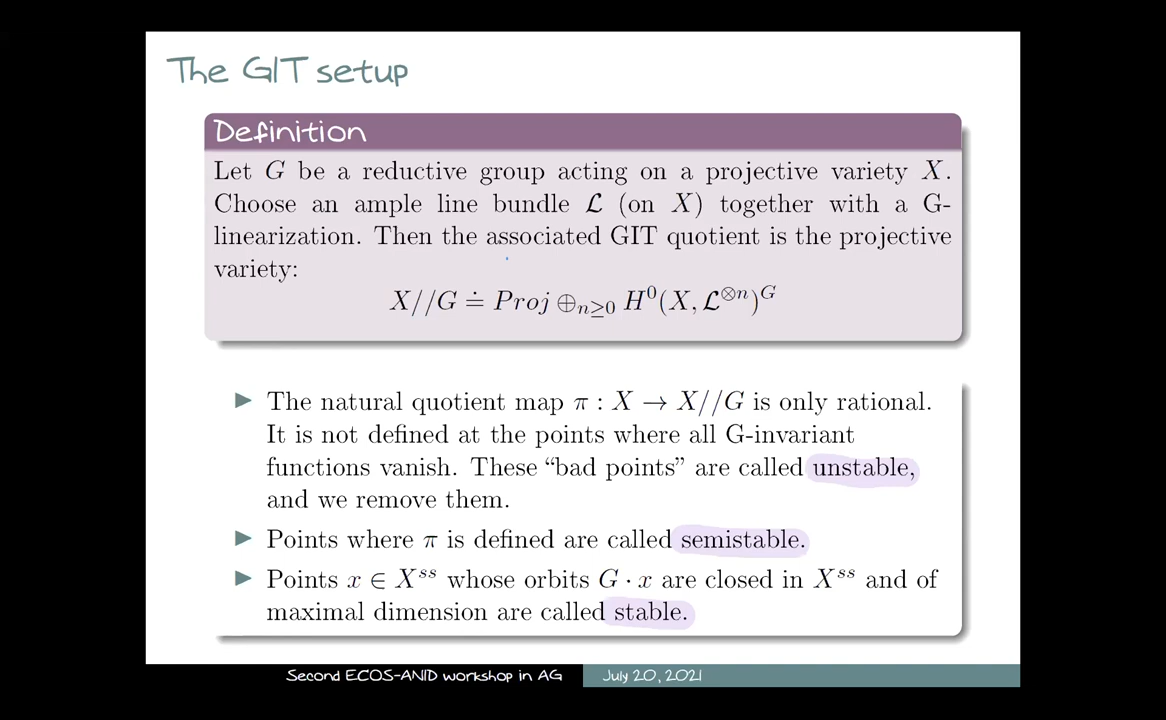 The GIT setup
Definition
Let G be a reductive group acting on a projective variety X.
Choose an ample line bundle 𝓛 (on X) together with a G-
linearization. Then the associated GIT quotient is the projective
variety:
X//G ≐ Proj ⊕ₙ≥₀ H⁰(X, 𝓛^{⊗n})^G
▶ The natural quotient map π : X → X//G is only rational.
It is not defined at the points where all G-invariant
functions vanish. These “bad points” are called unstable,
and we remove them.
▶ Points where π is defined are called semistable.
▶ Points x ∈ X^{ss} whose orbits G · x are closed in X^{ss} and of
maximal dimension are called stable.
Second ECOS-ANID workshop in AG
July 20, 2021